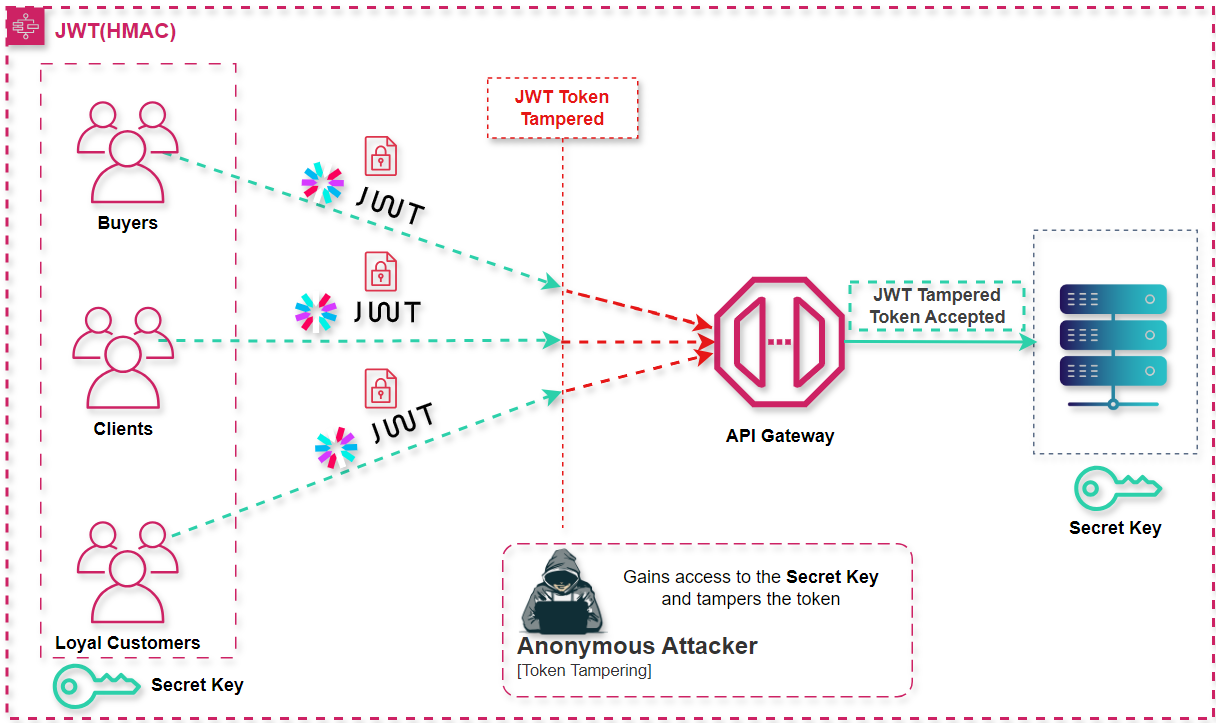 JWT(HMAC)
JWT Token
Tampered
JWT
Buyers
JWT
Clients
JWT
Loyal Customers
Secret Key
API Gateway
JWT Tampered
Token Accepted
Secret Key
Gains access to the Secret Key
and tampers the token
Anonymous Attacker
[Token Tampering]